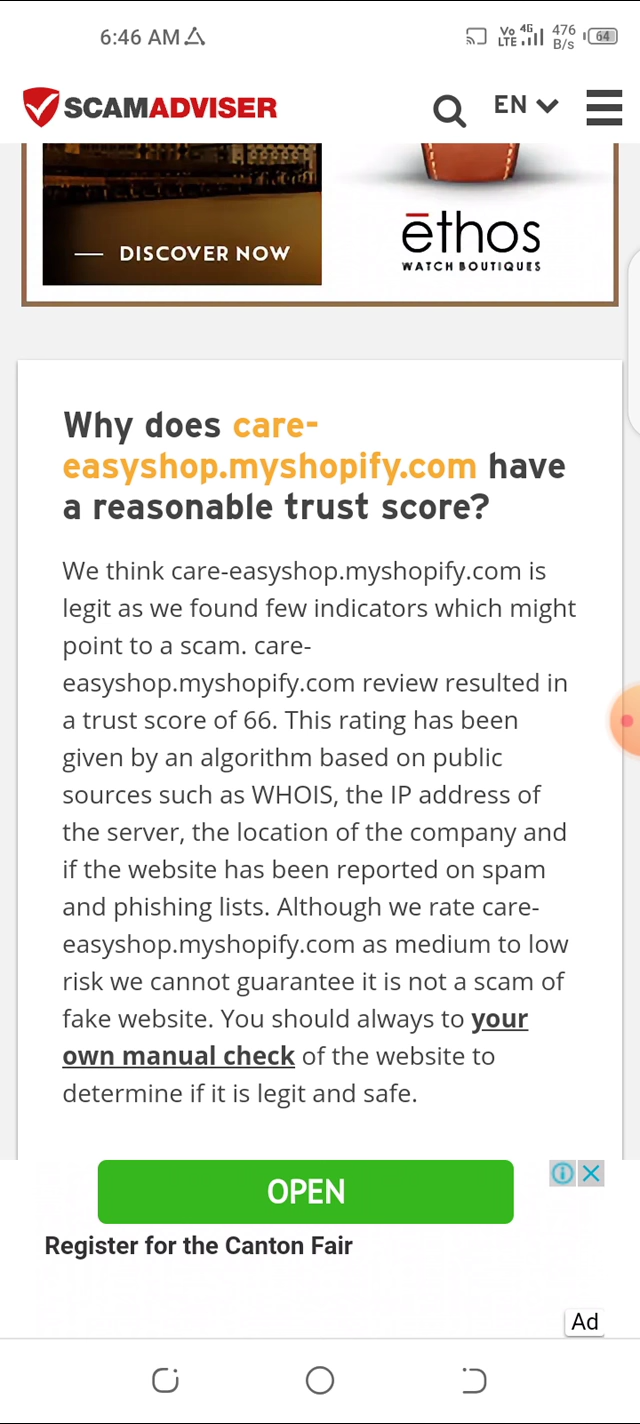 6:46 AM
Vo LTE 4G 476 B/s 64
SCAMADVISER
EN
DISCOVER NOW
ēthos
WATCH BOUTIQUES
Why does care-
easyshop.myshopify.com have
a reasonable trust score?
We think care-easyshop.myshopify.com is
legit as we found few indicators which might
point to a scam. care-
easyshop.myshopify.com review resulted in
a trust score of 66. This rating has been
given by an algorithm based on public
sources such as WHOIS, the IP address of
the server, the location of the company and
if the website has been reported on spam
and phishing lists. Although we rate care-
easyshop.myshopify.com as medium to low
risk we cannot guarantee it is not a scam of
fake website. You should always to your
own manual check of the website to
determine if it is legit and safe.
OPEN
Register for the Canton Fair
Ad